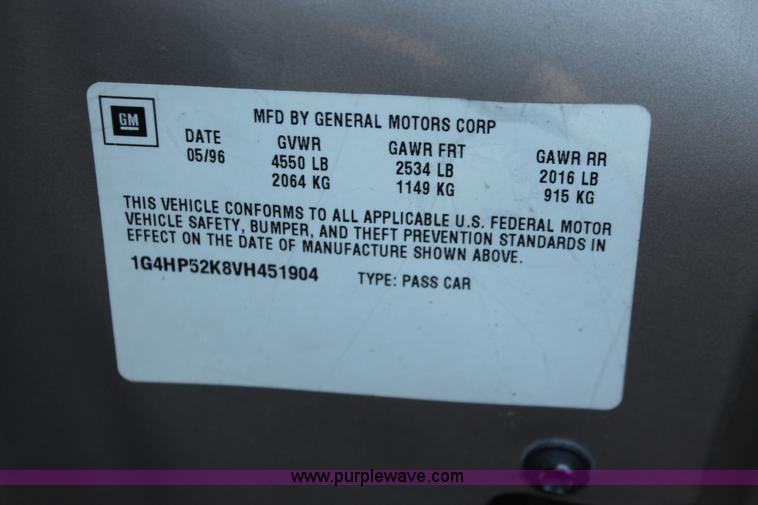 GM
MFD BY GENERAL MOTORS CORP
DATE GVWR GAWR FRT GAWR RR
05/96 4550 LB 2534 LB 2016 LB
2064 KG 1149 KG 915 KG
THIS VEHICLE CONFORMS TO ALL APPLICABLE U.S. FEDERAL MOTOR
VEHICLE SAFETY, BUMPER, AND THEFT PREVENTION STANDARDS IN
EFFECT ON THE DATE OF MANUFACTURE SHOWN ABOVE.
1G4HP52K8VH451904 TYPE: PASS CAR
www.purplewave.com